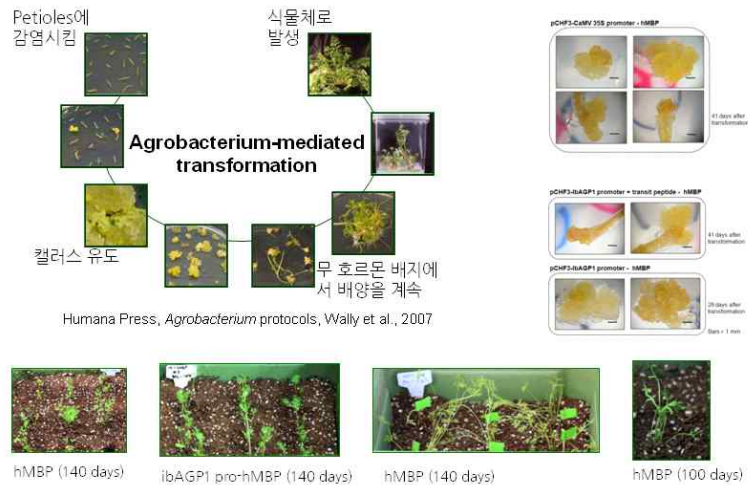 Petioles에
감염시킴
식물체로
발생
Agrobacterium-mediated
transformation
캘러스 유도
무 호르몬 배지에
서 배양을 계속
Humana Press, Agrobacterium protocols, Wally et al., 2007
pCHF3-CaMV 35S promoter - hMBP
41 days after
transformation
pCHF3-IbAGP1 promoter + transit peptide - hMBP
41 days after
transformation
pCHF3-IbAGP1 promoter - hMBP
28 days after
transformation
Bars = 1 mm
hMBP (140 days)
ibAGP1 pro-hMBP (140 days)
hMBP (140 days)
hMBP (100 days)